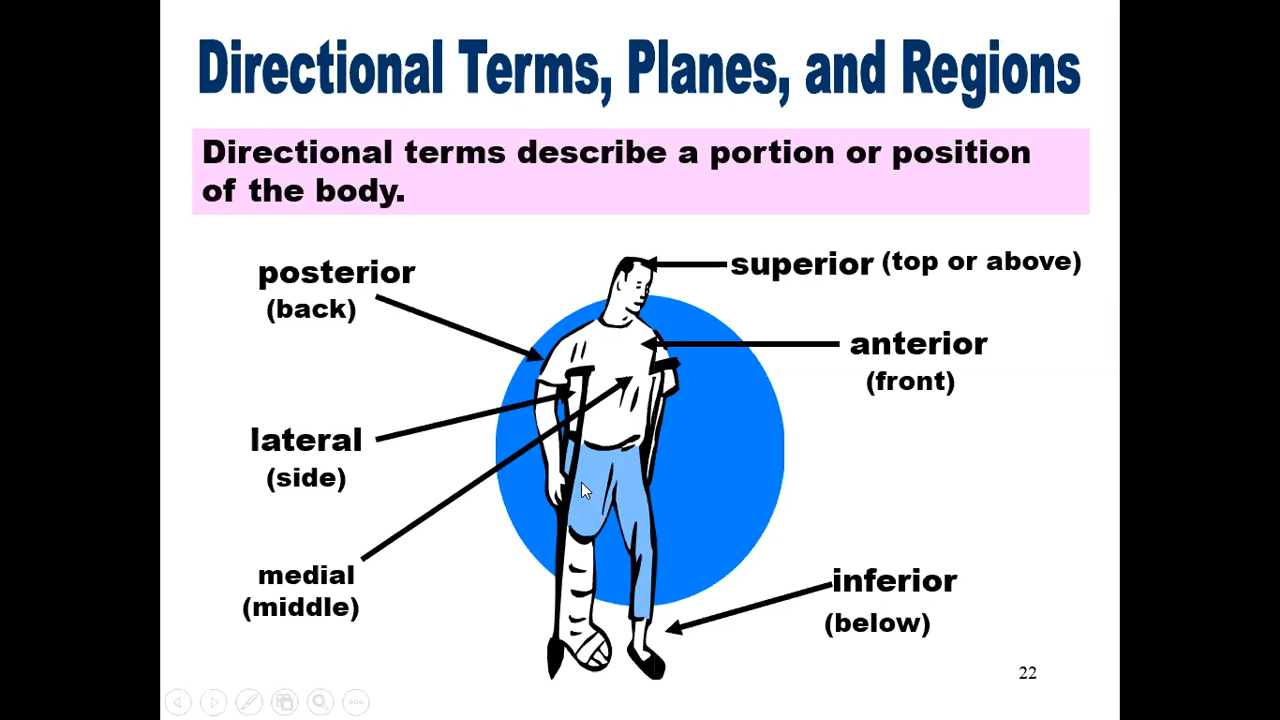 Directional Terms, Planes, and Regions
Directional terms describe a portion or position
of the body.
posterior
(back)
superior (top or above)
anterior
(front)
lateral
(side)
medial
(middle)
inferior
(below)
22